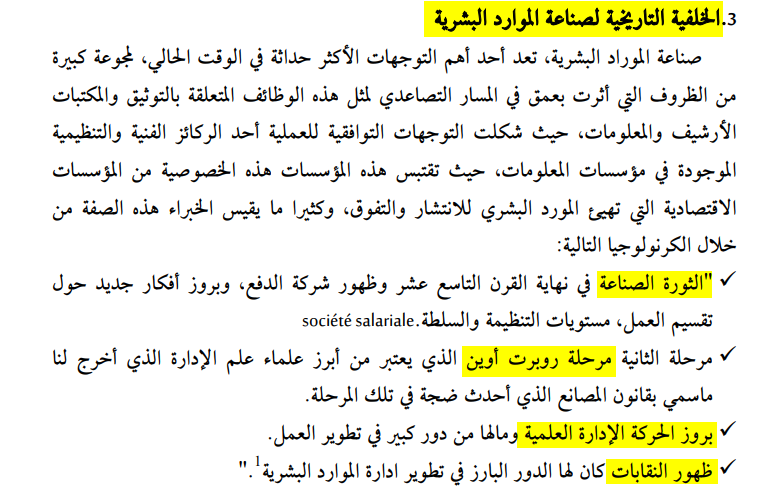 3. الخلفية التاريخية لصناعة الموارد البشرية
صناعة الموراد البشرية، تعد أحد أهم التوجهات الأكثر حداثة في الوقت الحالي، لمجوعة كبيرة
من الظروف التي أثرت بعمق في المسار التصاعدي لمثل هذه الوظائف المتعلقة بالتوثيق والمكتبات
الأرشيف والمعلومات، حيث شكلت التوجهات التوافقية للعملية أحد الركائز الفنية والتنظيمية
الموجودة في مؤسسات المعلومات، حيث تقتبس هذه المؤسسات هذه الخصوصية من المؤسسات
الاقتصادية التي تهيئ المورد البشري للانتشار والتفوق، وكثيرا ما يقيس الخبراء هذه الصفة من
خلال الكرنولوجيا التالية:
✓ "الثورة الصناعة في نهاية القرن التاسع عشر وظهور شركة الدفع، وبروز أفكار جديد حول
تقسيم العمل، مستويات التنظيمة والسلطة.société salariale
✓ مرحلة الثانية مرحلة روبرت أوين الذي يعتبر من أبرز علماء علم الإدارة الذي أخرج لنا
ماسمي بقانون المصانع الذي أحدث ضجة في تلك المرحلة.
✓ بروز الحركة الإدارة العلمية ومالها من دور كبير في تطوير العمل.
✓ ظهور النقابات كان لها الدور البارز في تطوير ادارة الموارد البشرية1."